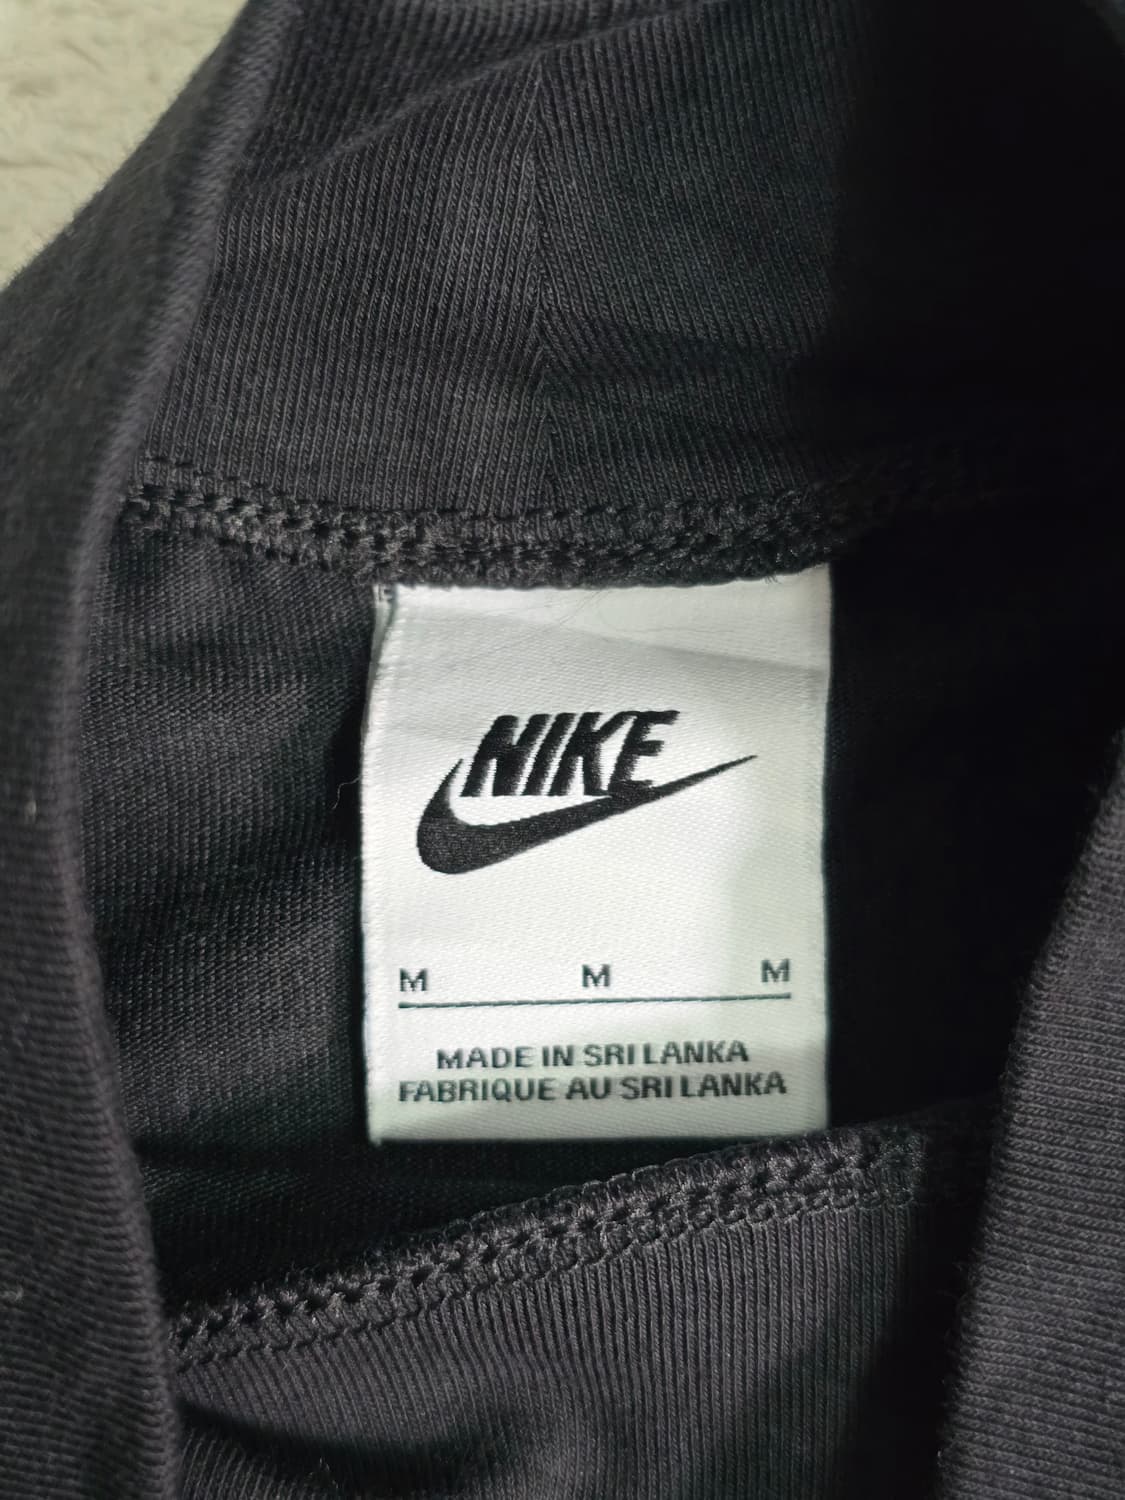 NIKE
M M M
MADE IN SRI LANKA
FABRIQUE AU SRI LANKA